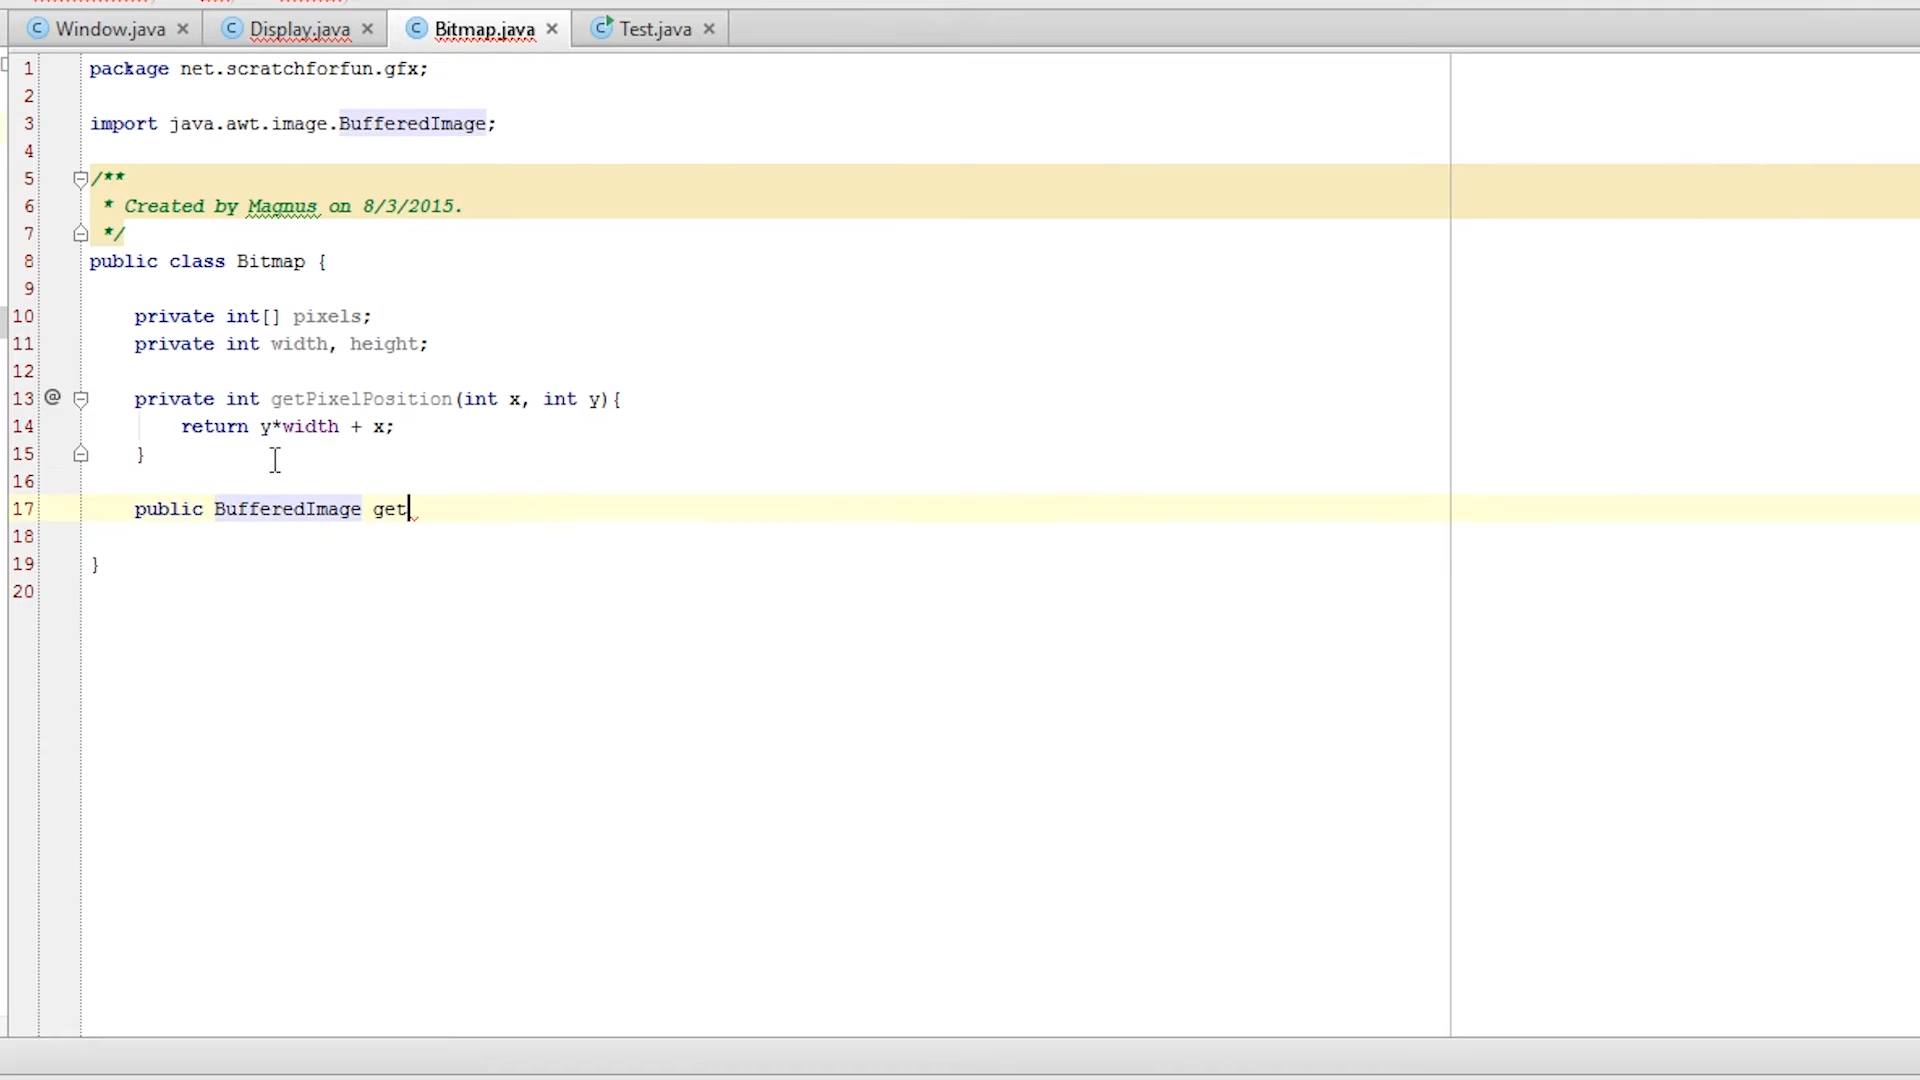 Window.java Display.java Bitmap.java Test.java
1 package net.scratchforfun.gfx;
2
3 import java.awt.image.BufferedImage;
4
5 /**
6 * Created by Magnus on 8/3/2015.
7 */
8 public class Bitmap {
9
10 private int[] pixels;
11 private int width, height;
12
13 @ private int getPixelPosition(int x, int y){
14 return y*width + x;
15 }
16
17 public BufferedImage get
18
19 }
20